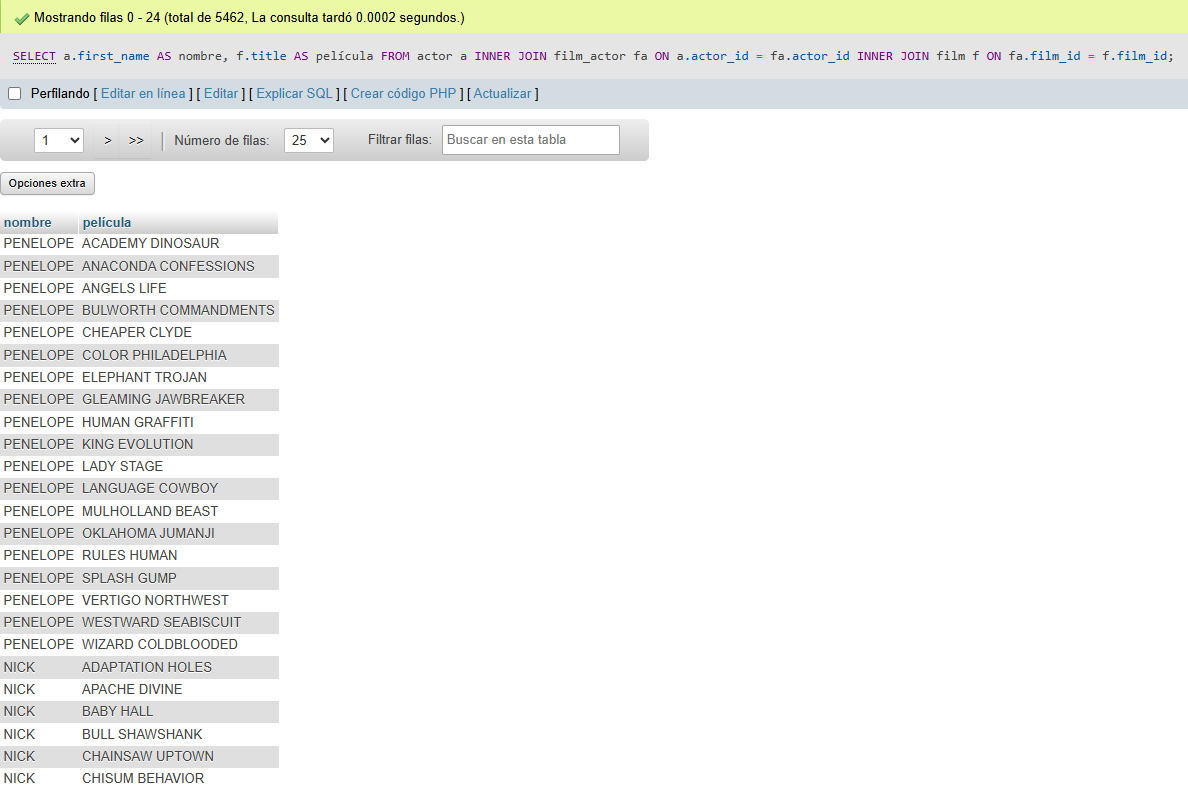 Mostrando filas 0 - 24 (total de 5462, La consulta tardó 0.0002 segundos.)
SELECT a.first_name AS nombre, f.title AS película FROM actor a INNER JOIN film_actor fa ON a.actor_id = fa.actor_id INNER JOIN film f ON fa.film_id = f.film_id;
Perfilando [ Editar en línea ] [ Editar ] [ Explicar SQL ] [ Crear código PHP ] [ Actualizar ]
1 > >> Número de filas: 25 Filtrar filas: Buscar en esta tabla
Opciones extra
nombre película
PENELOPE ACADEMY DINOSAUR
PENELOPE ANACONDA CONFESSIONS
PENELOPE ANGELS LIFE
PENELOPE BULWORTH COMMANDMENTS
PENELOPE CHEAPER CLYDE
PENELOPE COLOR PHILADELPHIA
PENELOPE ELEPHANT TROJAN
PENELOPE GLEAMING JAWBREAKER
PENELOPE HUMAN GRAFFITI
PENELOPE KING EVOLUTION
PENELOPE LADY STAGE
PENELOPE LANGUAGE COWBOY
PENELOPE MULHOLLAND BEAST
PENELOPE OKLAHOMA JUMANJI
PENELOPE RULES HUMAN
PENELOPE SPLASH GUMP
PENELOPE VERTIGO NORTHWEST
PENELOPE WESTWARD SEABISCUIT
PENELOPE WIZARD COLDBLOODED
NICK ADAPTATION HOLES
NICK APACHE DIVINE
NICK BABY HALL
NICK BULL SHAWSHANK
NICK CHAINSAW UPTOWN
NICK CHISUM BEHAVIOR